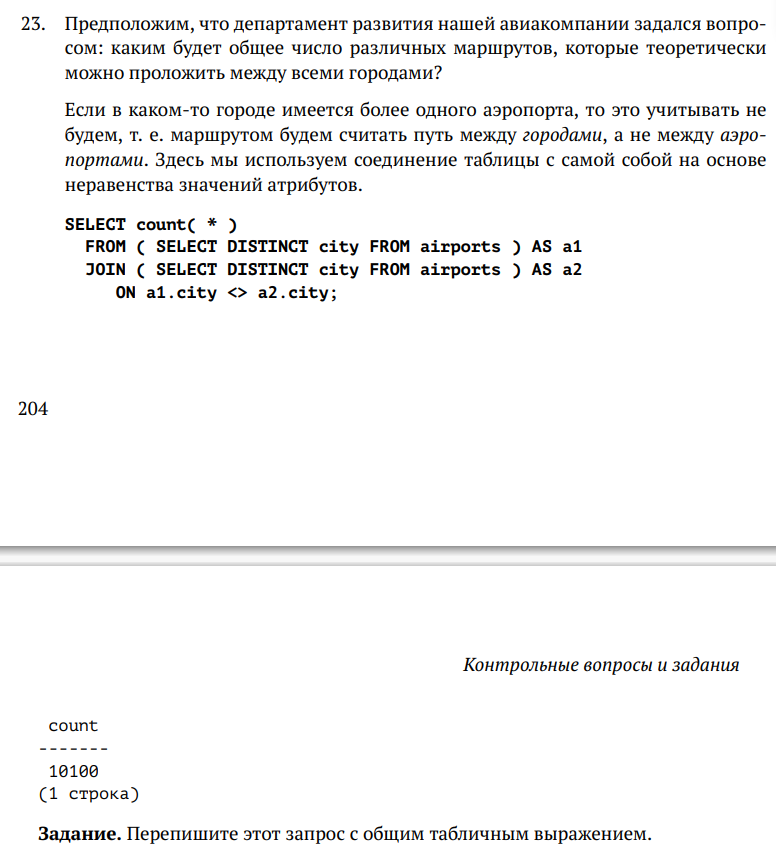 23. Предположим, что департамент развития нашей авиакомпании задался вопро-
сом: каким будет общее число различных маршрутов, которые теоретически
можно проложить между всеми городами?
Если в каком-то городе имеется более одного аэропорта, то это учитывать не
будем, т. е. маршрутом будем считать путь между городами, а не между аэро-
портами. Здесь мы используем соединение таблицы с самой собой на основе
неравенства значений атрибутов.
SELECT count( * )
FROM ( SELECT DISTINCT city FROM airports ) AS a1
JOIN ( SELECT DISTINCT city FROM airports ) AS a2
ON a1.city <> a2.city;
204
Контрольные вопросы и задания
count
-------
10100
(1 строка)
Задание. Перепишите этот запрос с общим табличным выражением.